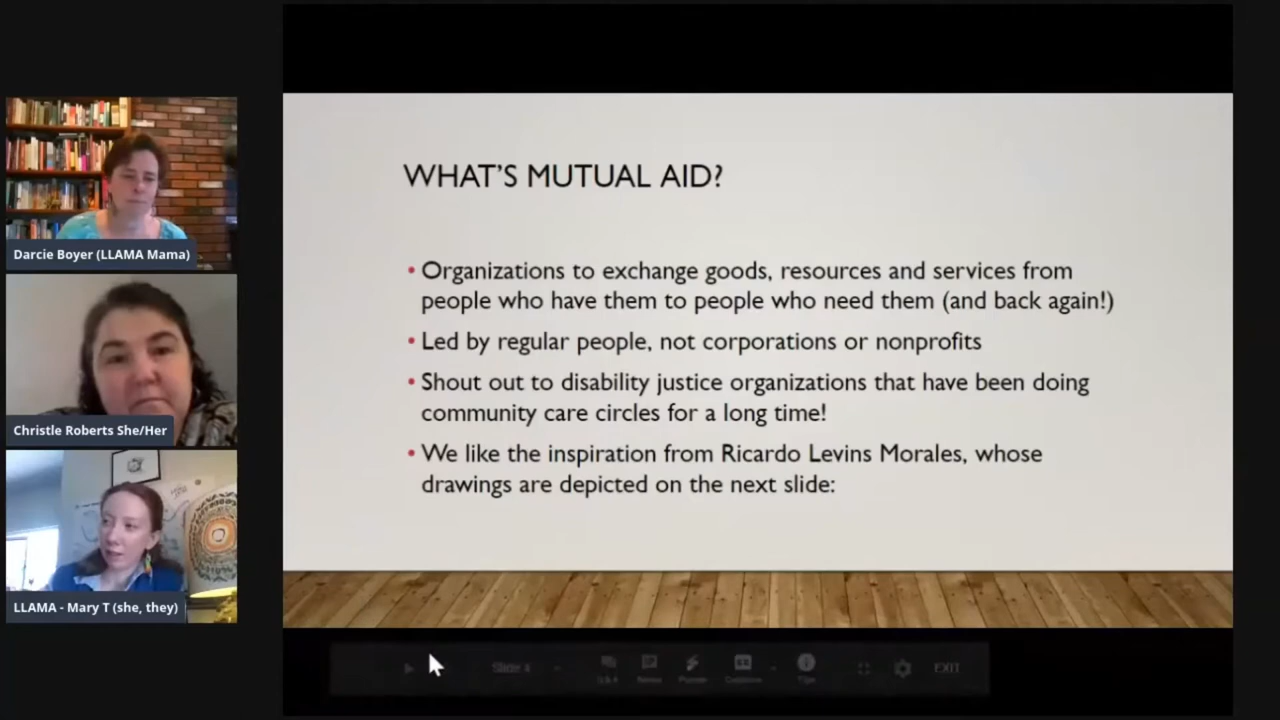 Darcie Boyer (LLAMA Mama)
Christle Roberts She/Her
LLAMA - Mary T (she, they)
WHAT'S MUTUAL AID?
• Organizations to exchange goods, resources and services from
people who have them to people who need them (and back again!)
• Led by regular people, not corporations or nonprofits
• Shout out to disability justice organizations that have been doing
community care circles for a long time!
• We like the inspiration from Ricardo Levins Morales, whose
drawings are depicted on the next slide:
Slide 4
EXIT